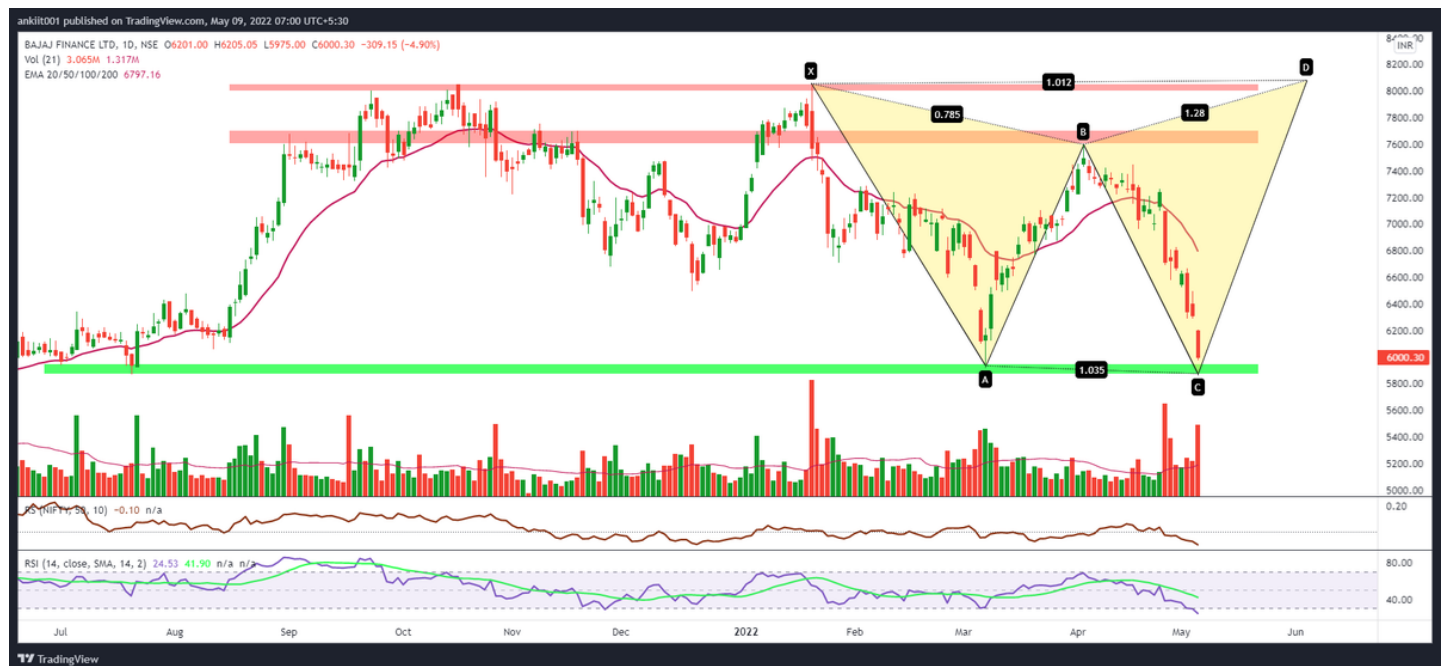 ankiit001 published on TradingView.com, May 09, 2022 07:00 UTC+5:30
BAJAJ FINANCE LTD, 1D, NSE O6201.00 H6205.05 L5975.00 C6000.30 −309.15 (−4.90%)
Vol (21) 3.065M 1.317M
EMA 20/50/100/200 6797.16
INR
8200.00
8000.00
7800.00
7600.00
7400.00
7200.00
7000.00
6800.00
6600.00
6400.00
6200.00
6000.30
5800.00
5600.00
5400.00
5200.00
5000.00
X
1.012
D
0.785
1.28
B
A
1.035
C
RS (NIFTY, 50, 10) −0.10 n/a
0.20
RSI (14, close, SMA, 14, 2) 24.53 41.90 n/a n/a
80.00
40.00
Jul Aug Sep Oct Nov Dec 2022 Feb Mar Apr May Jun
TradingView